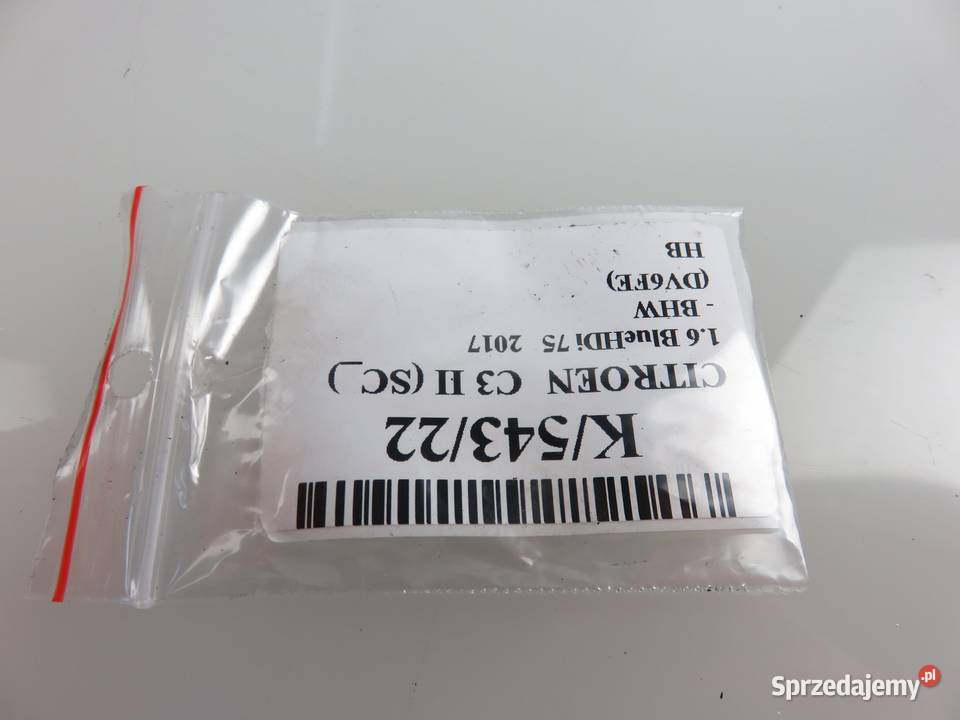 K/543/22
CITROEN C3 II (SC_)
1.6 BlueHDi 75 2017
- BHW
(DV6FE)
HB
Sprzedajemy.pl